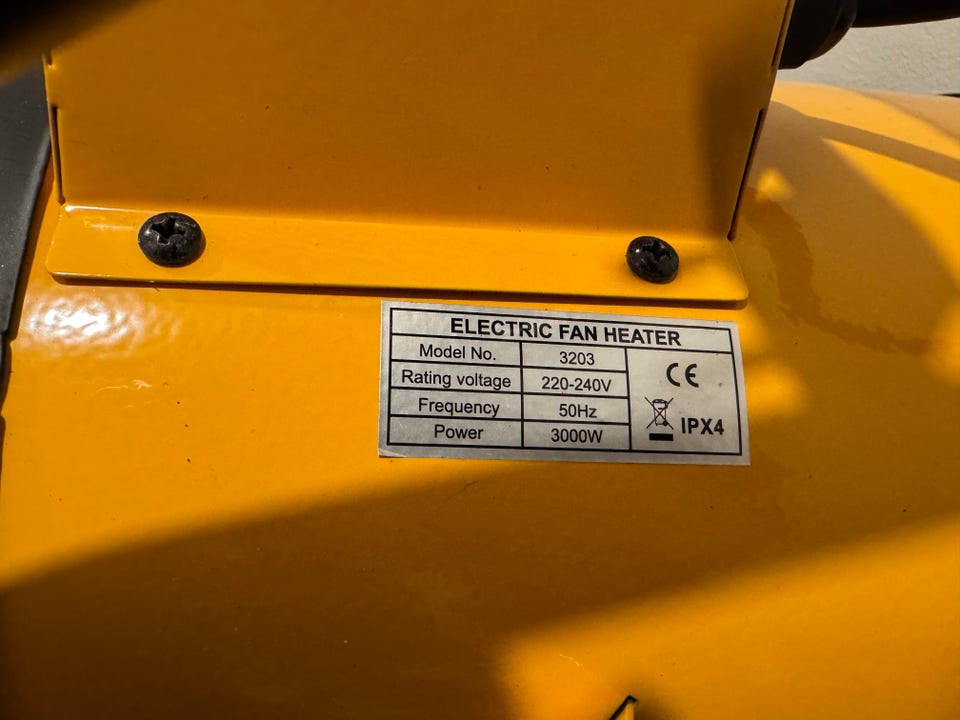 ELECTRIC FAN HEATER
Model No. 3203
Rating voltage 220-240V
Frequency 50Hz
Power 3000W
CE
IPX4